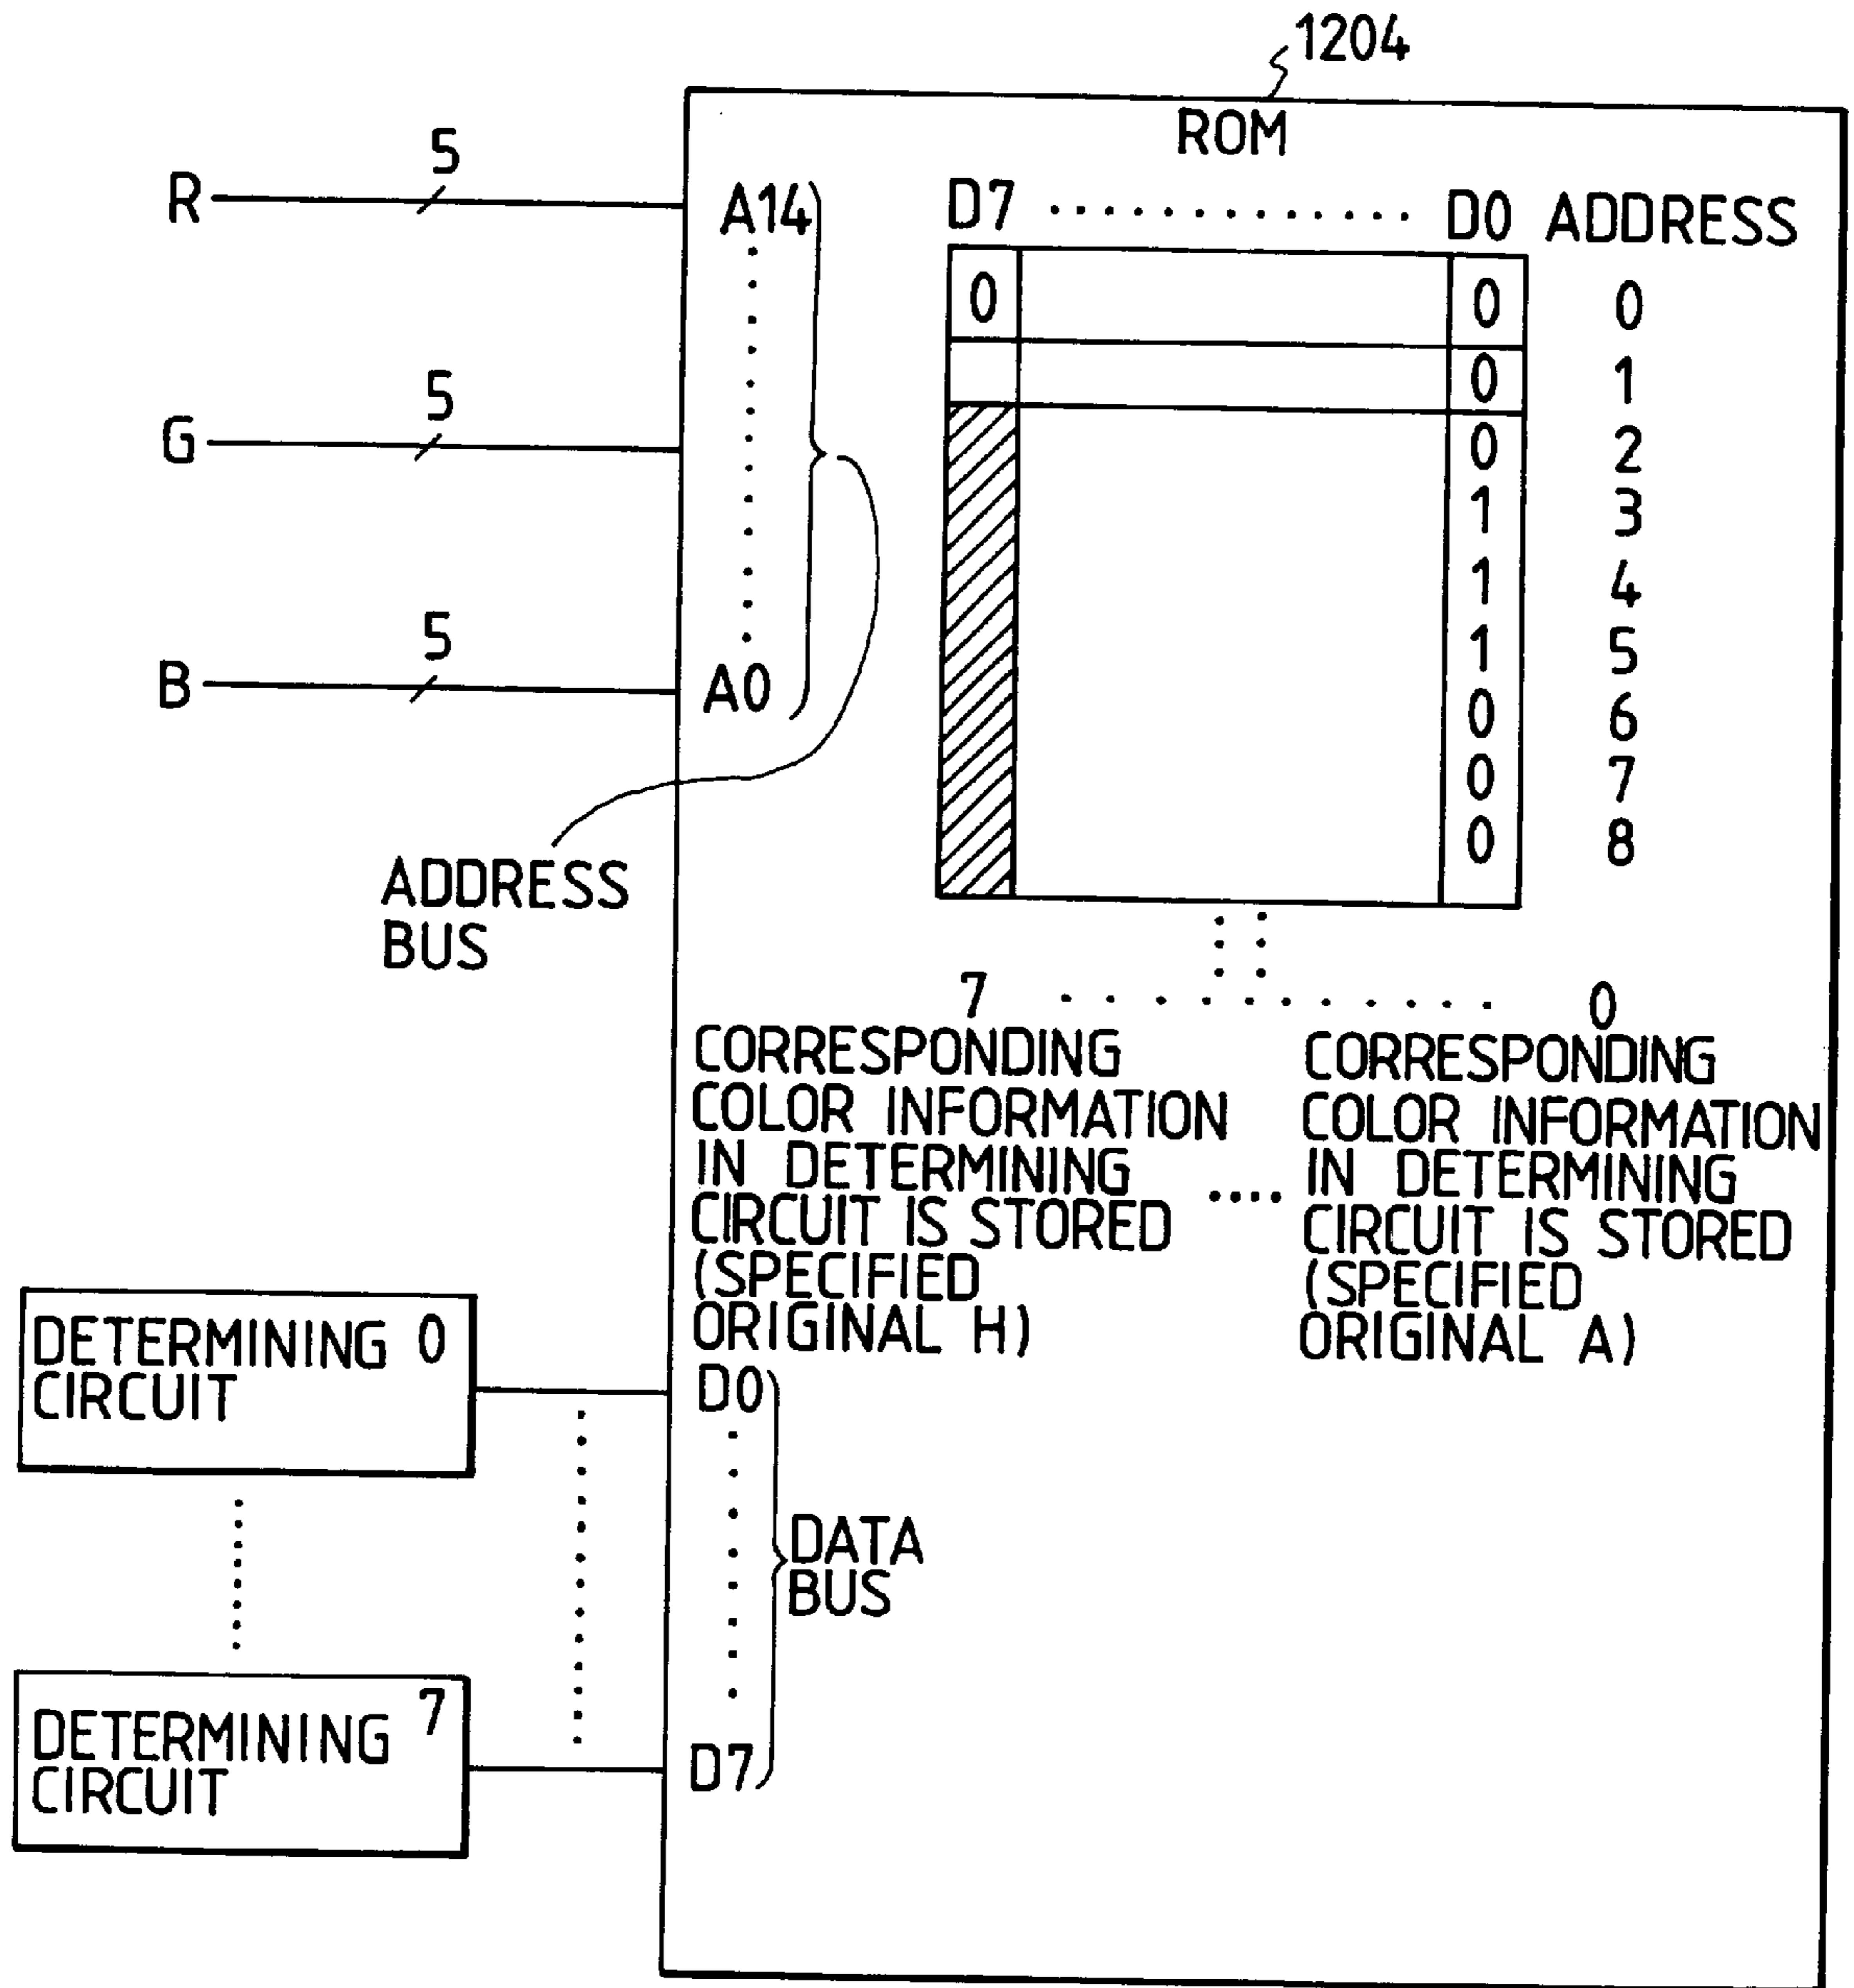 1204
ROM
R 5
G 5
B 5
A14
A0
ADDRESS
BUS
D7 .............. D0 ADDRESS
0 0 0
0 1
0 2
1 3
1 4
1 5
0 6
0 7
0 8
7 . . . . . . . . . . . 0
CORRESPONDING
COLOR INFORMATION
IN DETERMINING
CIRCUIT IS STORED
(SPECIFIED
ORIGINAL H)
....
CORRESPONDING
COLOR INFORMATION
IN DETERMINING
CIRCUIT IS STORED
(SPECIFIED
ORIGINAL A)
DETERMINING 0
CIRCUIT
DETERMINING 7
CIRCUIT
D0
D7
DATA
BUS